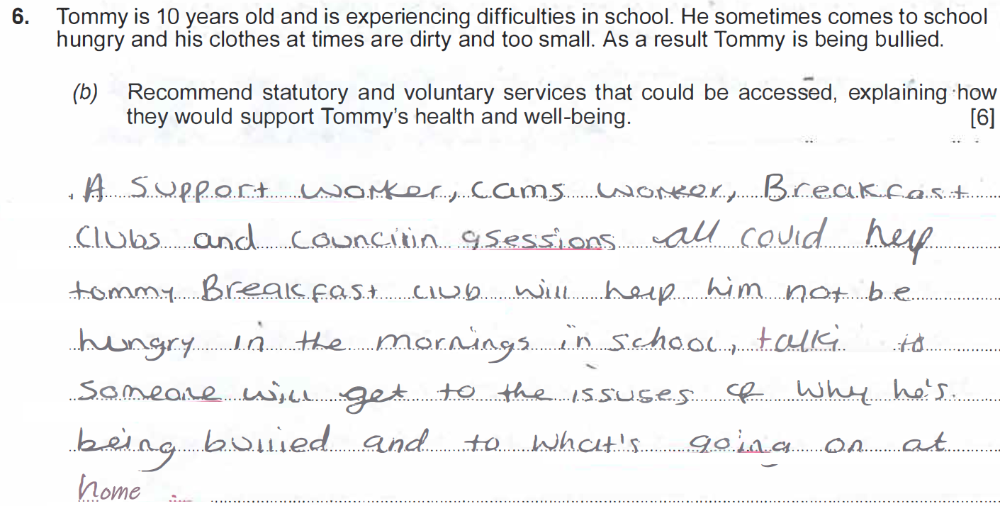 6. Tommy is 10 years old and is experiencing difficulties in school. He sometimes comes to school
hungry and his clothes at times are dirty and too small. As a result Tommy is being bullied.
(b) Recommend statutory and voluntary services that could be accessed, explaining how
they would support Tommy's health and well-being. [6]
A support worker, cams worker, Breakfast
Clubs and councilin gsessions all could help
tommy Breakfast club will help him not be
hungry in the mornings in school, talki to
someone will get to the issuses of why he's
being bullied and to what's going on at
home